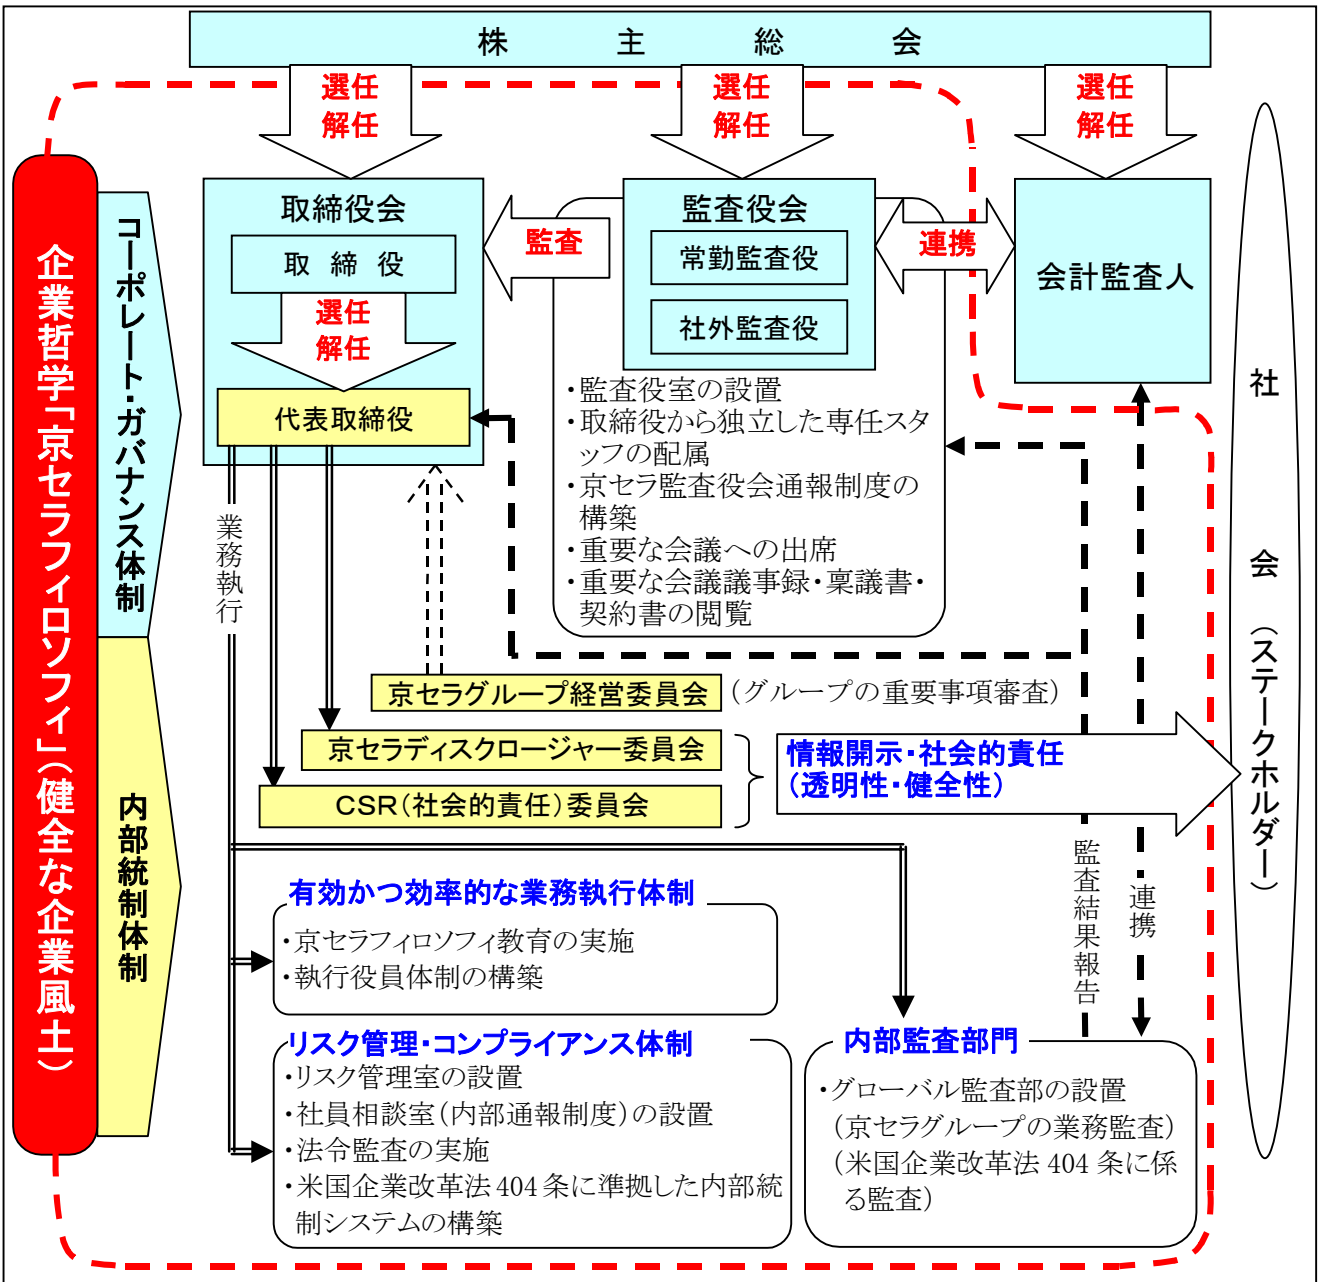 株主総会
選任
解任
選任
解任
選任
解任
企業哲学「京セラフィロソフィ」(健全な企業風土)
コーポレート・ガバナンス体制
内部統制体制
取締役会
取締役
選任
解任
代表取締役
監査
監査役会
常勤監査役
社外監査役
連携
会計監査人
・監査役室の設置
・取締役から独立した専任スタ
ッフの配属
・京セラ監査役会通報制度の
構築
・重要な会議への出席
・重要な会議議事録・稟議書・
契約書の閲覧
業務執行
京セラグループ経営委員会
(グループの重要事項審査)
京セラディスクロージャー委員会
CSR(社会的責任)委員会
情報開示・社会的責任
(透明性・健全性)
社会(ステークホルダー)
監査結果報告
連携
有効かつ効率的な業務執行体制
・京セラフィロソフィ教育の実施
・執行役員体制の構築
リスク管理・コンプライアンス体制
・リスク管理室の設置
・社員相談室(内部通報制度)の設置
・法令監査の実施
・米国企業改革法 404 条に準拠した内部統
制システムの構築
内部監査部門
・グローバル監査部の設置
(京セラグループの業務監査)
(米国企業改革法 404 条に係
る監査)